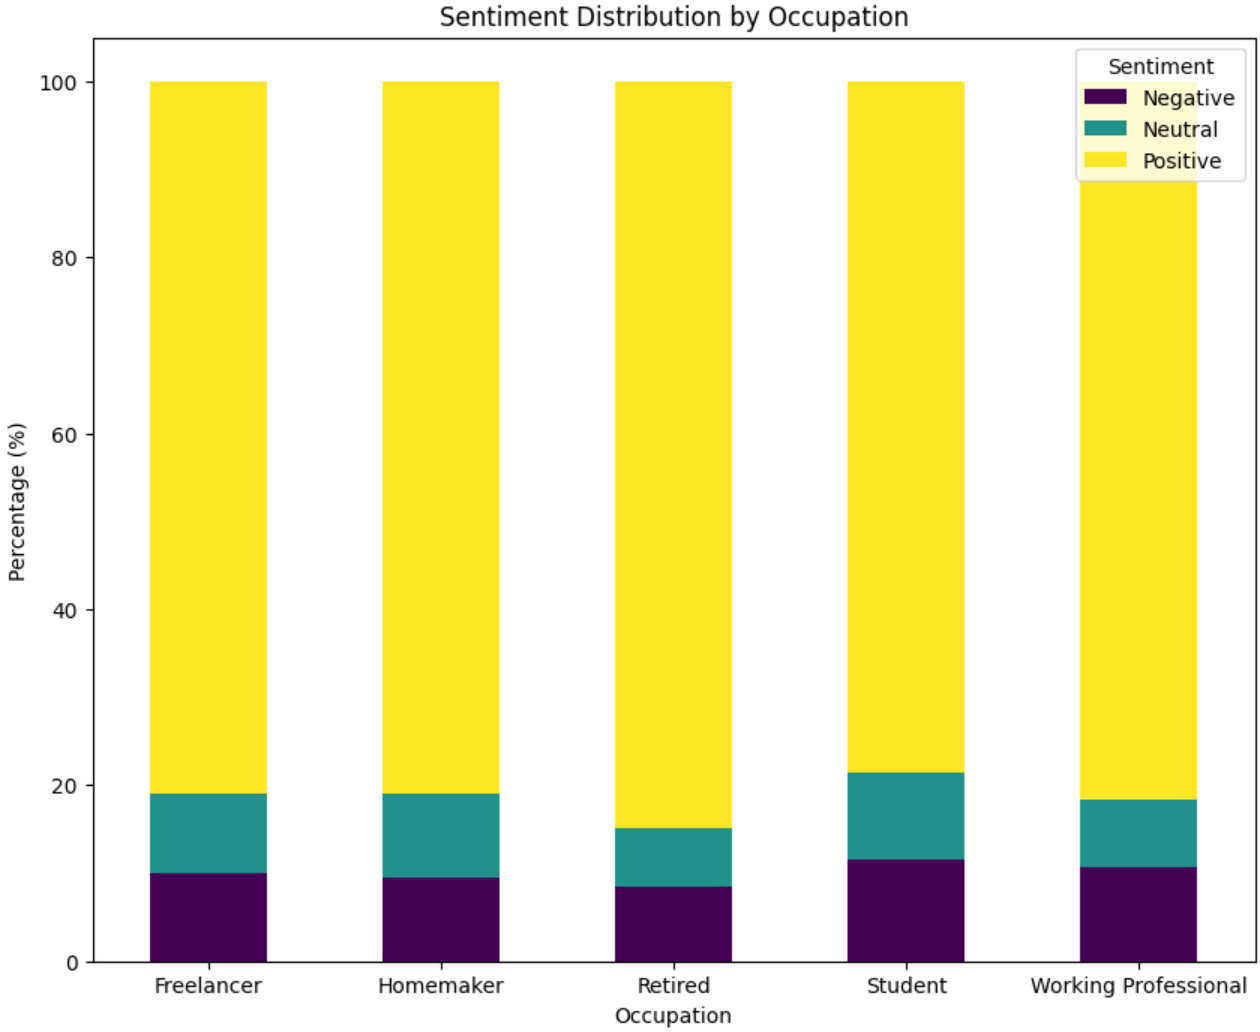 Sentiment Distribution by Occupation
Sentiment
Negative
Neutral
Positive
Percentage (%)
100
80
60
40
20
0
Freelancer Homemaker Retired Student Working Professional
Occupation